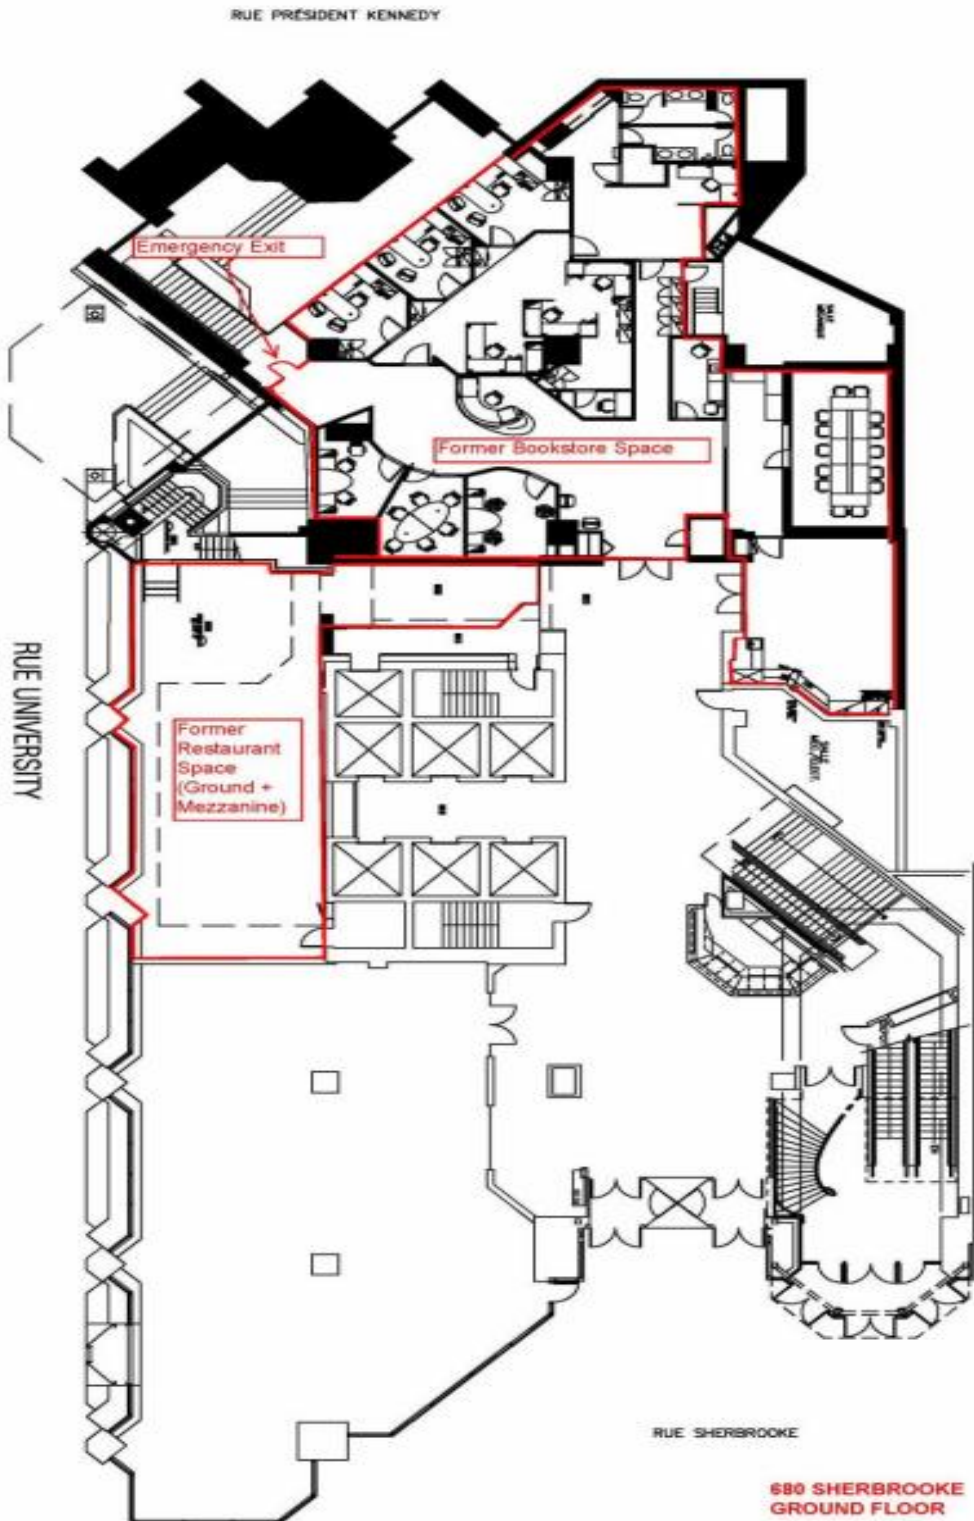 RUE PRÉSIDENT KENNEDY
Emergency Exit
Former Bookstore Space
RUE UNIVERSITY
Former
Restaurant
Space
(Ground +
Mezzanine)
RUE SHERBROOKE
680 SHERBROOKE
GROUND FLOOR